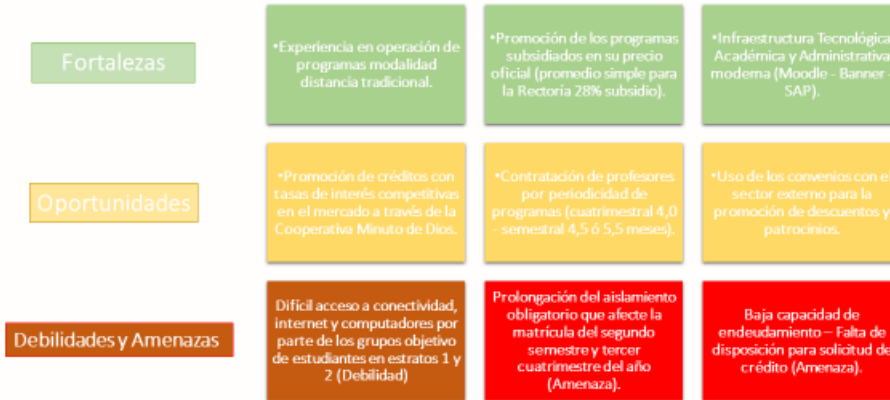 Fortalezas
•Experiencia en operación de
programas modalidad
distancia tradicional.
•Promoción de los programas
subsidiados en su precio
oficial (promedio simple para
la Rectoría 28% subsidio).
•Infraestructura Tecnológica
Académica y Administrativa
moderna (Moodle - Banner -
SAP).
Oportunidades
•Promoción de créditos con
tasas de interés competitivas
en el mercado a través de la
Cooperativa Minuto de Dios.
•Contratación de profesores
por periodicidad de
programas (cuatrimestral 4,0
- semestral 4,5 ó 5,5 meses).
•Uso de los convenios con el
sector externo para la
promoción de descuentos y
patrocinios.
Debilidades y Amenazas
Difícil acceso a conectividad,
internet y computadores por
parte de los grupos objetivo
de estudiantes en estratos 1 y
2 (Debilidad)
Prolongación del aislamiento
obligatorio que afecte la
matrícula del segundo
semestre y tercer
cuatrimestre del año
(Amenaza).
Baja capacidad de
endeudamiento – Falta de
disposición para solicitud de
crédito (Amenaza).